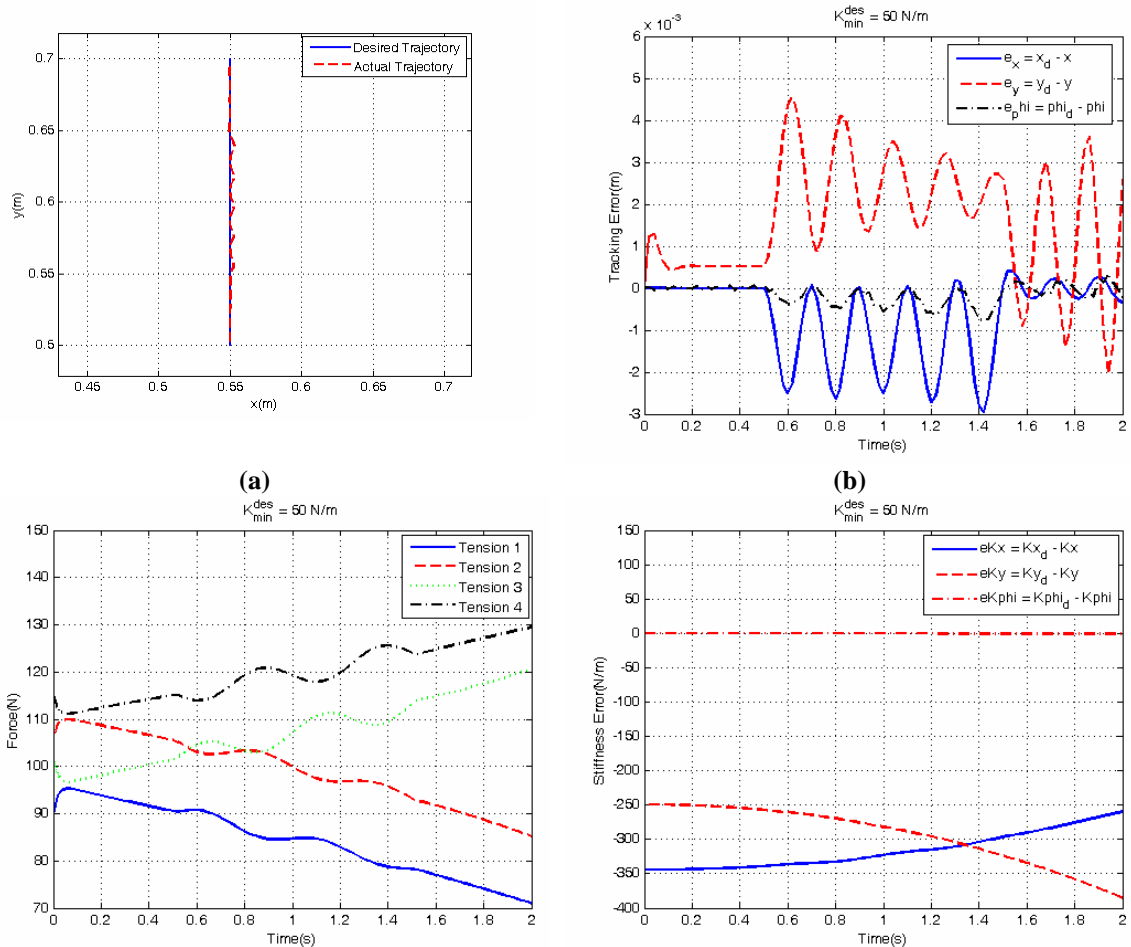 Desired Trajectory
Actual Trajectory
0.7
0.65
0.6
0.55
0.5
y(m)
0.45 0.5 0.55 0.6 0.65 0.7
x(m)
(a)
K_min^des = 50 N/m
x 10^-3
e_x = x_d - x
e_y = y_d - y
e_phi = phi_d - phi
6
5
4
3
2
1
0
-1
-2
-3
Tracking Error(m)
0 0.2 0.4 0.6 0.8 1 1.2 1.4 1.6 1.8 2
Time(s)
(b)
K_min^des = 50 N/m
Tension 1
Tension 2
Tension 3
Tension 4
150
140
130
120
110
100
90
80
70
Force(N)
0 0.2 0.4 0.6 0.8 1 1.2 1.4 1.6 1.8 2
Time(s)
K_min^des = 50 N/m
eKx = Kx_d - Kx
eKy = Ky_d - Ky
eKphi = Kphi_d - Kphi
150
100
50
0
-50
-100
-150
-200
-250
-300
-350
-400
Stiffness Error(N/m)
0 0.2 0.4 0.6 0.8 1 1.2 1.4 1.6 1.8 2
Time(s)